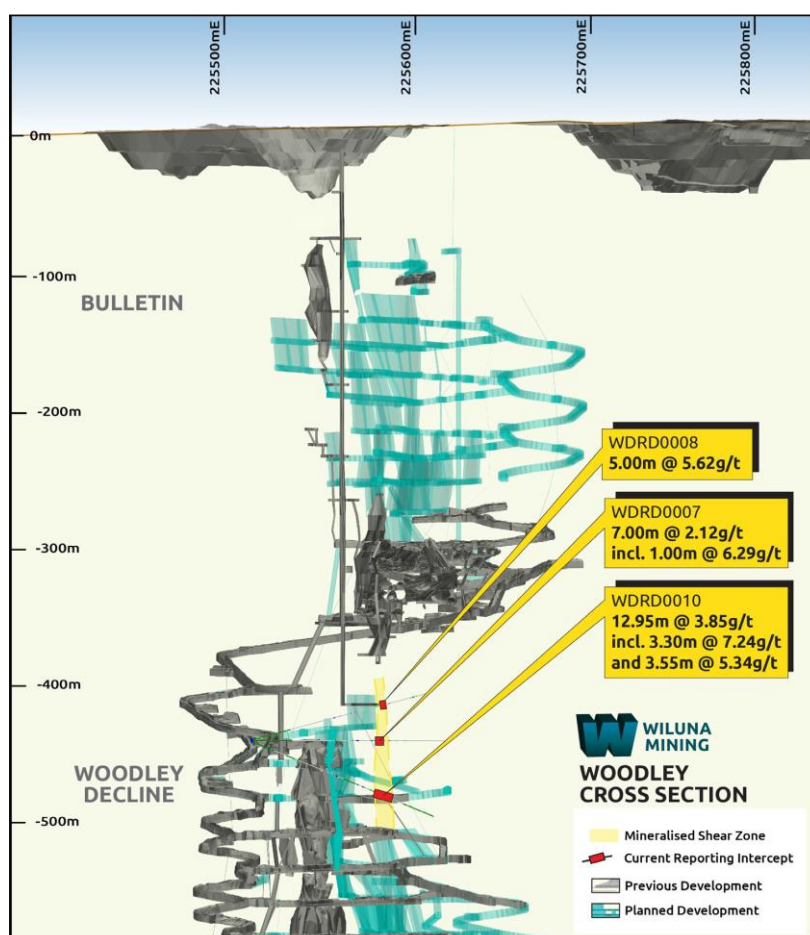 225500mE
225600mE
225700mE
225800mE
0m
-100m
BULLETIN
-200m
WDRD0008
5.00m @ 5.62g/t
WDRD0007
7.00m @ 2.12g/t
incl. 1.00m @ 6.29g/t
-300m
WDRD0010
12.95m @ 3.85g/t
incl. 3.30m @ 7.24g/t
and 3.55m @ 5.34g/t
-400m
WILUNA
MINING
WOODLEY
DECLINE
WOODLEY
CROSS SECTION
-500m
Mineralised Shear Zone
Current Reporting Intercept
Previous Development
Planned Development